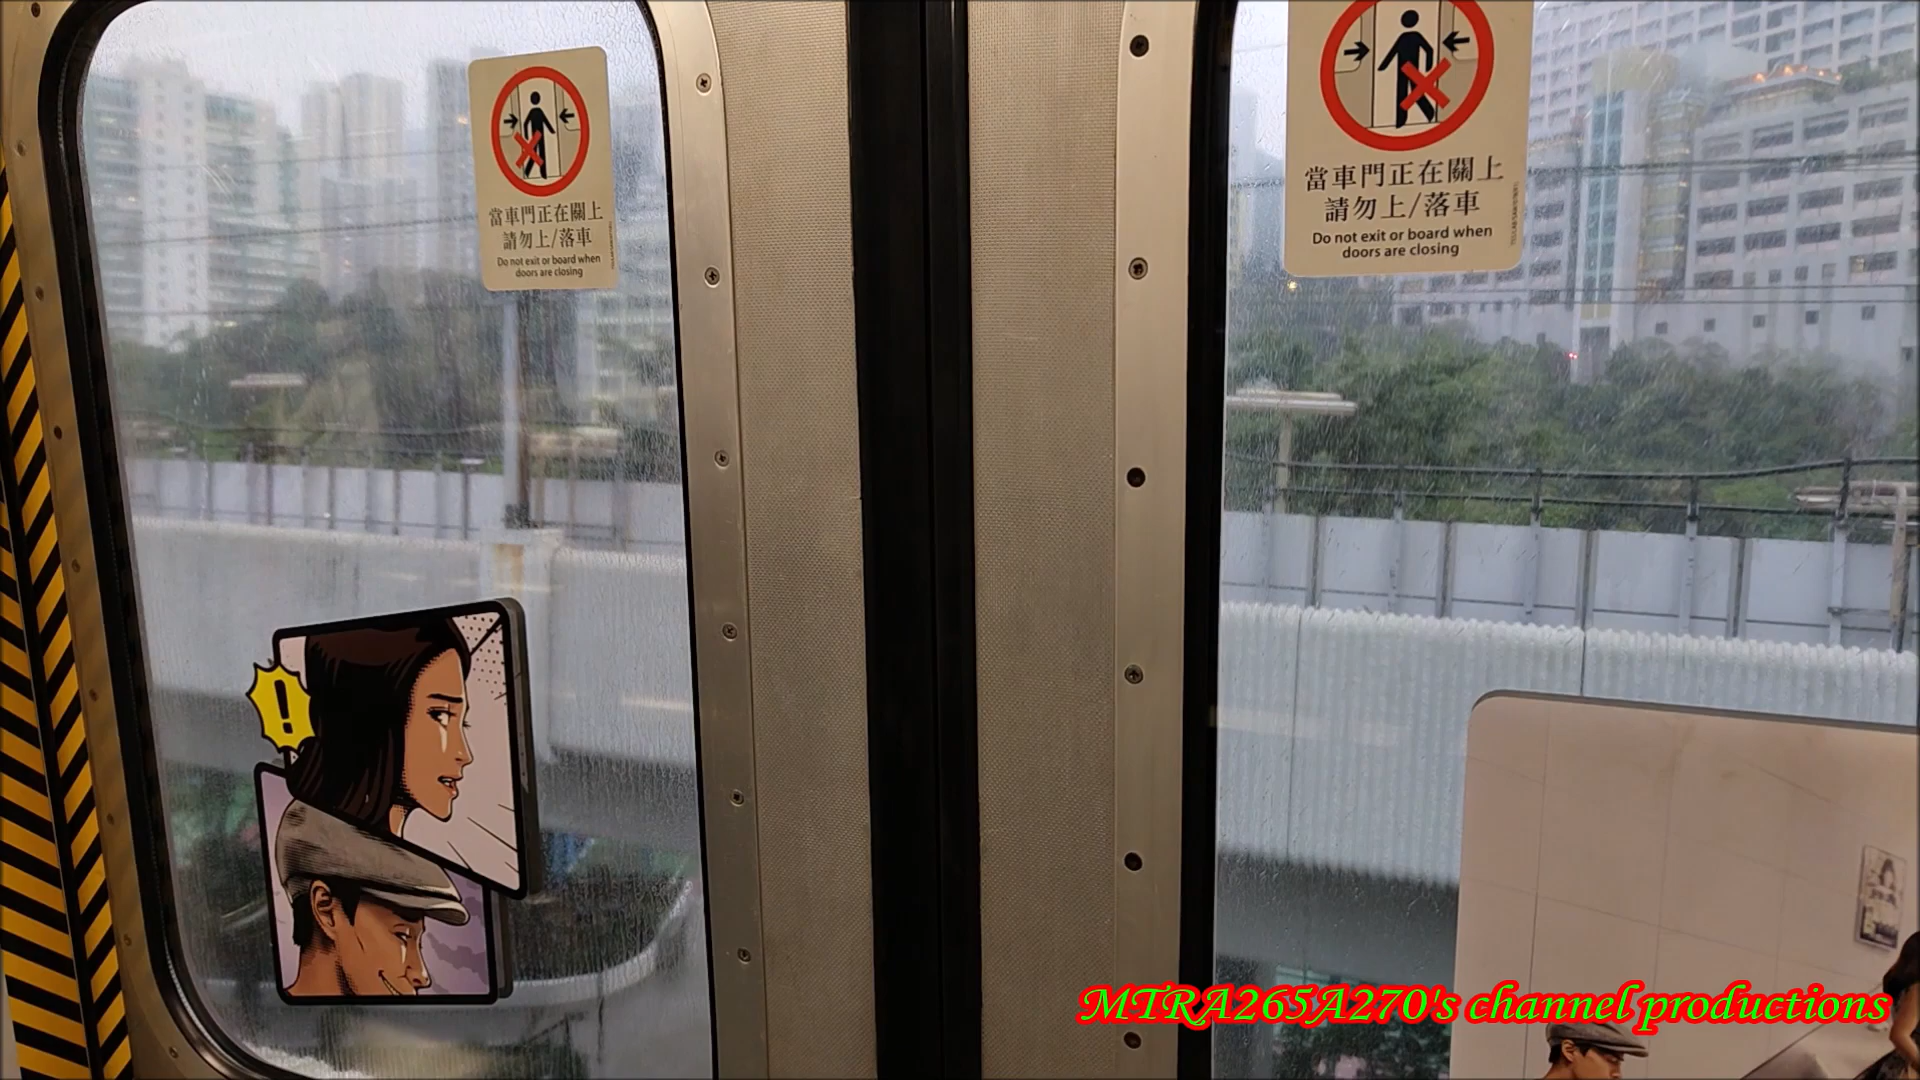 當車門正在關上
請勿上/落車
Do not exit or board when
doors are closing
當車門正在關上
請勿上/落車
Do not exit or board when
doors are closing
!
MTRA265A270's channel productions